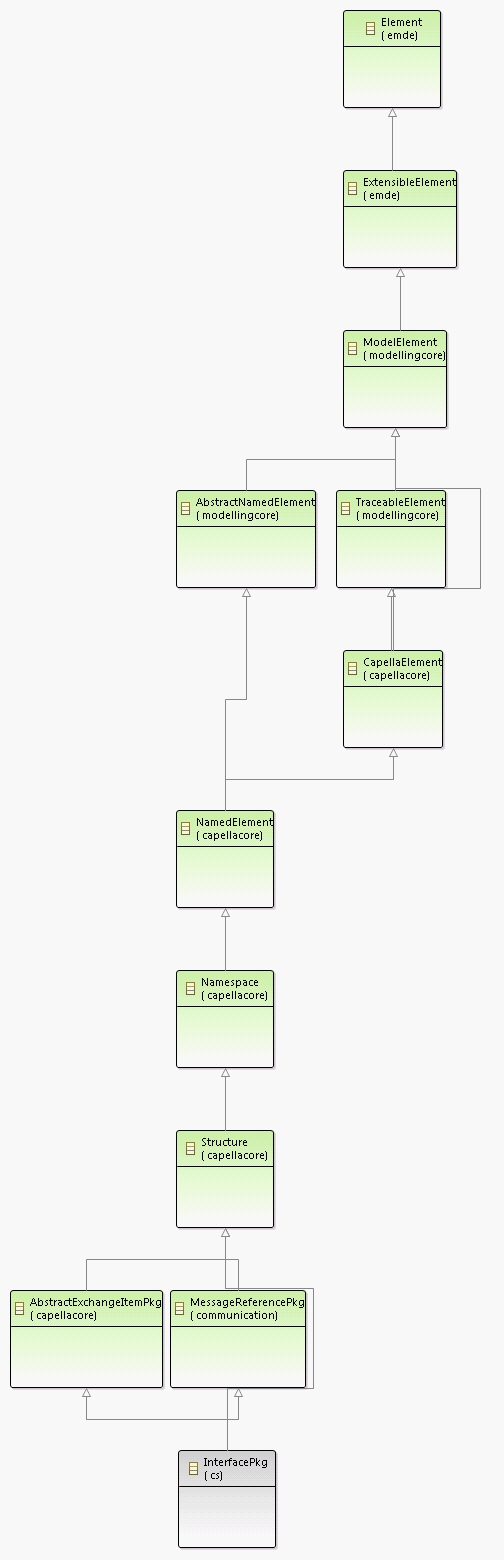 Element
( emde)
ExtensibleElement
( emde)
ModelElement
( modellingcore)
AbstractNamedElement
( modellingcore)
TraceableElement
( modellingcore)
CapellaElement
( capellacore)
NamedElement
( capellacore)
Namespace
( capellacore)
Structure
( capellacore)
AbstractExchangeItemPkg
( capellacore)
MessageReferencePkg
( communication)
InterfacePkg
( cs)